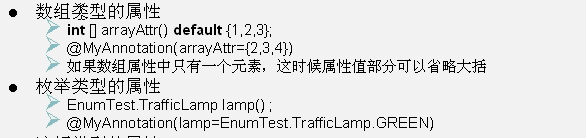 ● 数组类型的属性
➢ int [] arrayAttr() default {1,2,3};
➢ @MyAnnotation(arrayAttr={2,3,4})
➢ 如果数组属性中只有一个元素，这时候属性值部分可以省略大括
● 枚举类型的属性
➢ EnumTest.TrafficLamp lamp() ;
➢ @MyAnnotation(lamp=EnumTest.TrafficLamp.GREEN)